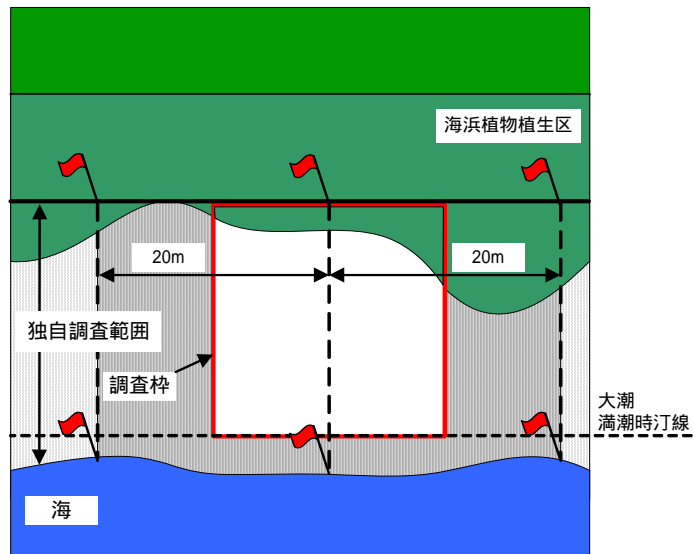 海浜植物植生区
20m
20m
独自調査範囲
調査枠
大潮
満潮時汀線
海